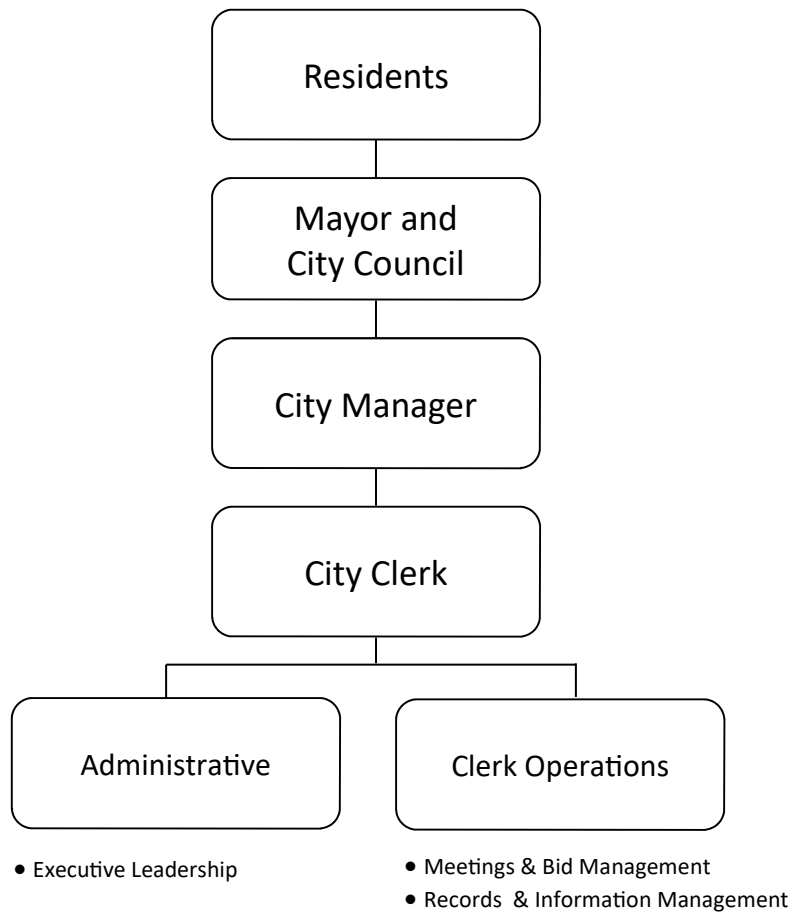 Residents
Mayor and
City Council
City Manager
City Clerk
Administrative
Clerk Operations
• Executive Leadership
• Meetings & Bid Management
• Records & Information Management